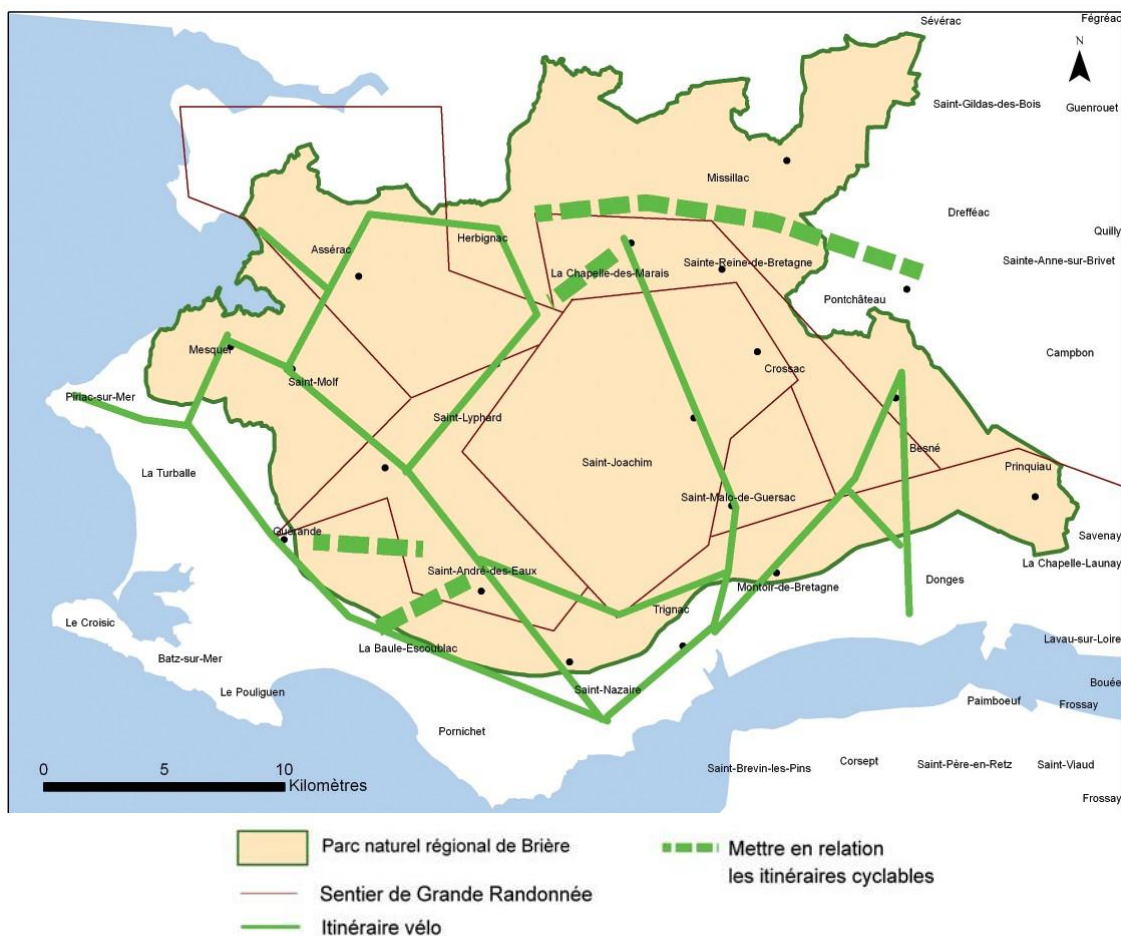 Sévérac
Fégréac
N
Saint-Gildas-des-Bois
Guenrouet
Missillac
Drefféac
Quilly
Herbignac
Assérac
Sainte-Reine-de-Bretagne
Sainte-Anne-sur-Brivet
La Chapelle-des-Marais
Pontchâteau
Mesquer
Campbon
Saint-Molf
Crossac
Piriac-sur-Mer
Saint-Lyphard
Besné
La Turballe
Saint-Joachim
Prinquiau
Saint-Malo-de-Guersac
Guérande
Savenay
La Chapelle-Launay
Saint-André-des-Eaux
Montoir-de-Bretagne
Donges
Trignac
Le Croisic
Lavau-sur-Loire
La Baule-Escoublac
Batz-sur-Mer
Bouée
Le Pouliguen
Saint-Nazaire
Paimboeuf
Frossay
Pornichet
Corsept
Saint-Brevin-les-Pins
Saint-Père-en-Retz
Saint-Viaud
0 5 10
Kilomètres
Frossay
Parc naturel régional de Brière
Sentier de Grande Randonnée
Itinéraire vélo
Mettre en relation
les itinéraires cyclables